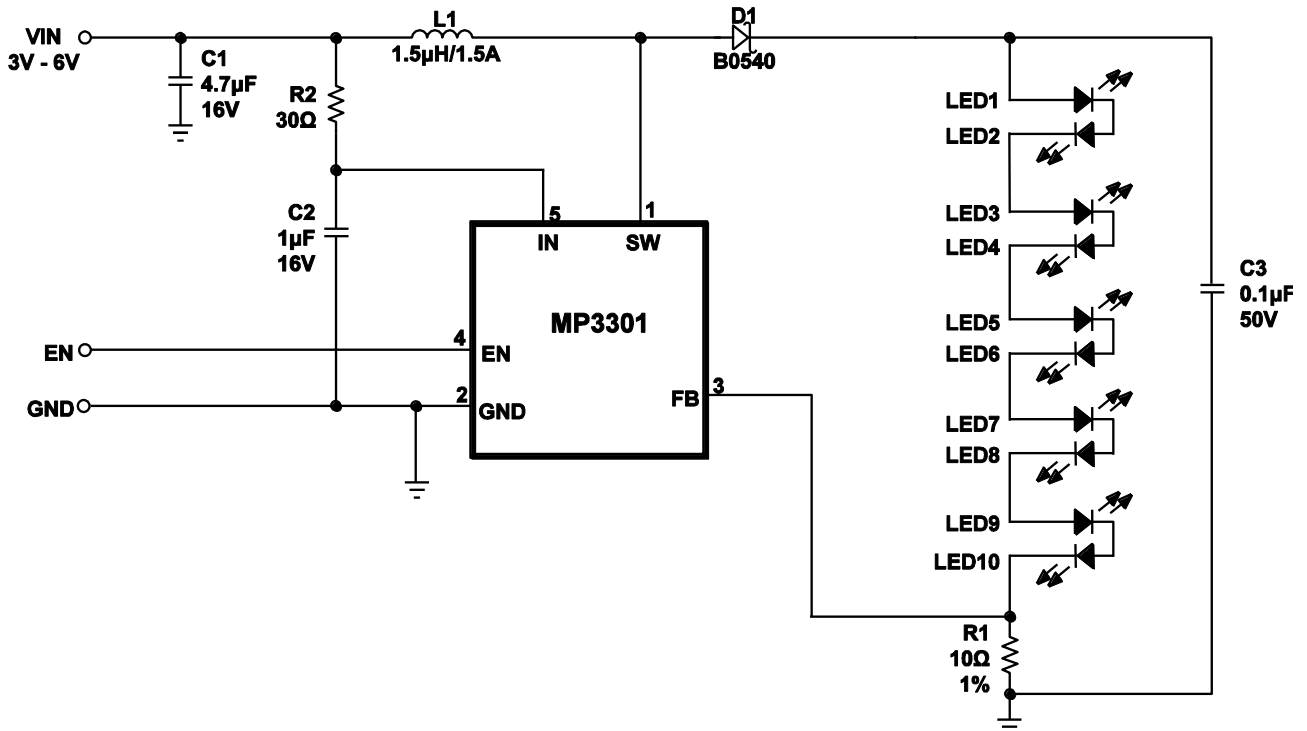 VIN
3V - 6V
C1
4.7µF
16V
R2
30Ω
L1
1.5µH/1.5A
D1
B0540
C2
1µF
16V
5
IN
1
SW
MP3301
EN
4
EN
GND
2
GND
3
FB
LED1
LED2
LED3
LED4
LED5
LED6
LED7
LED8
LED9
LED10
C3
0.1µF
50V
R1
10Ω
1%